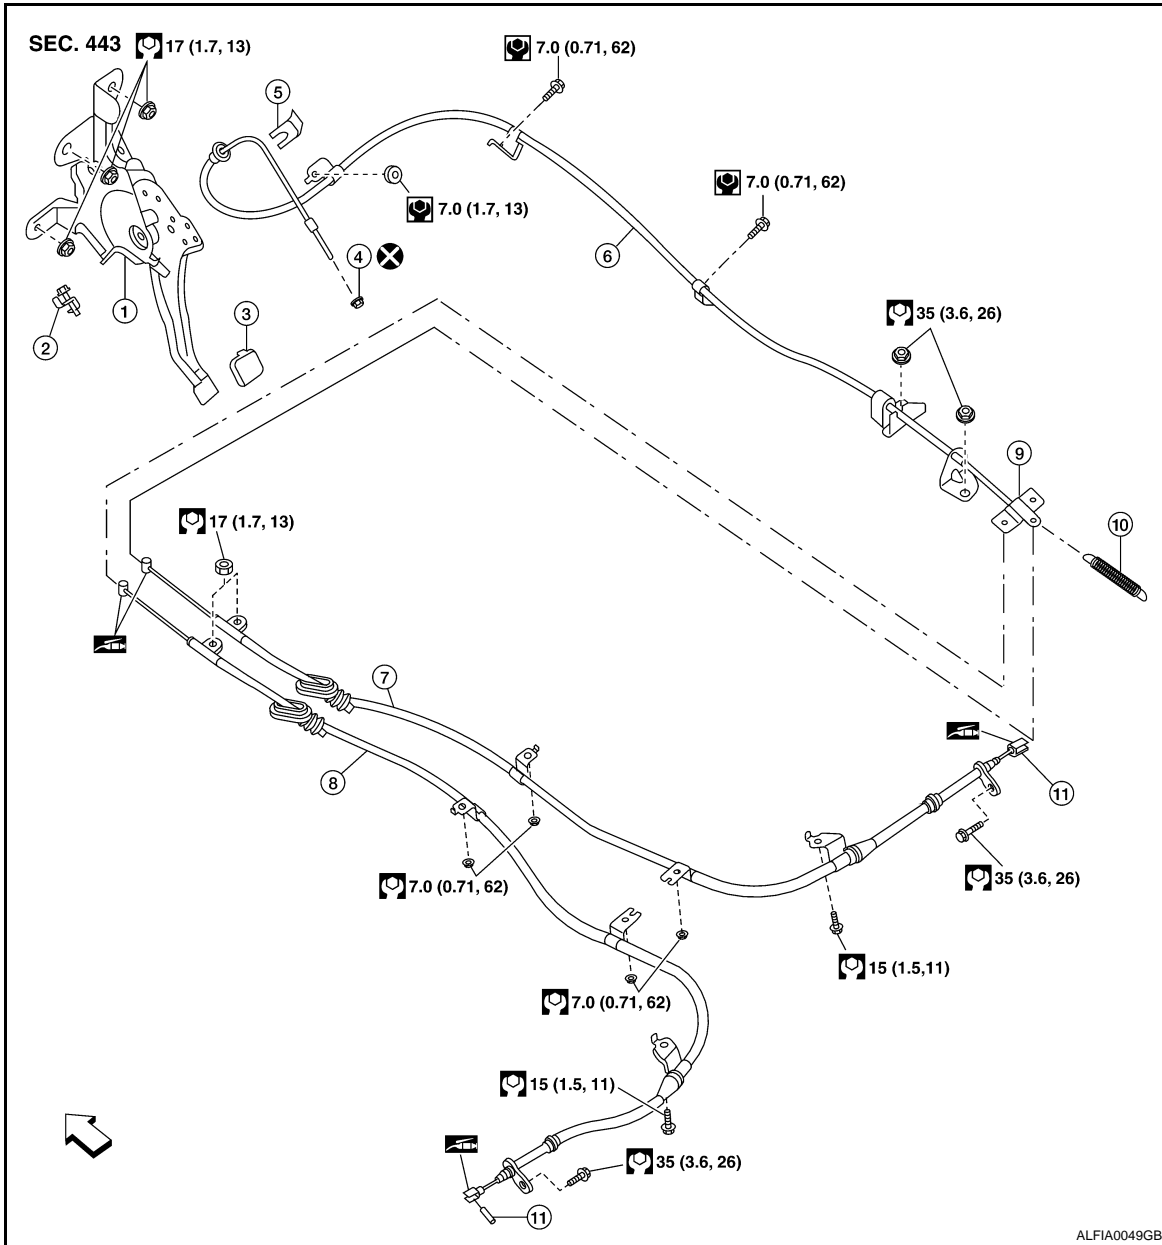 SEC. 443
17 (1.7, 13)
7.0 (0.71, 62)
5
7.0 (0.71, 62)
7.0 (1.7, 13)
6
4
1
2
3
35 (3.6, 26)
9
10
17 (1.7, 13)
7
8
11
35 (3.6, 26)
7.0 (0.71, 62)
15 (1.5,11)
7.0 (0.71, 62)
15 (1.5, 11)
35 (3.6, 26)
11
ALFIA0049GB